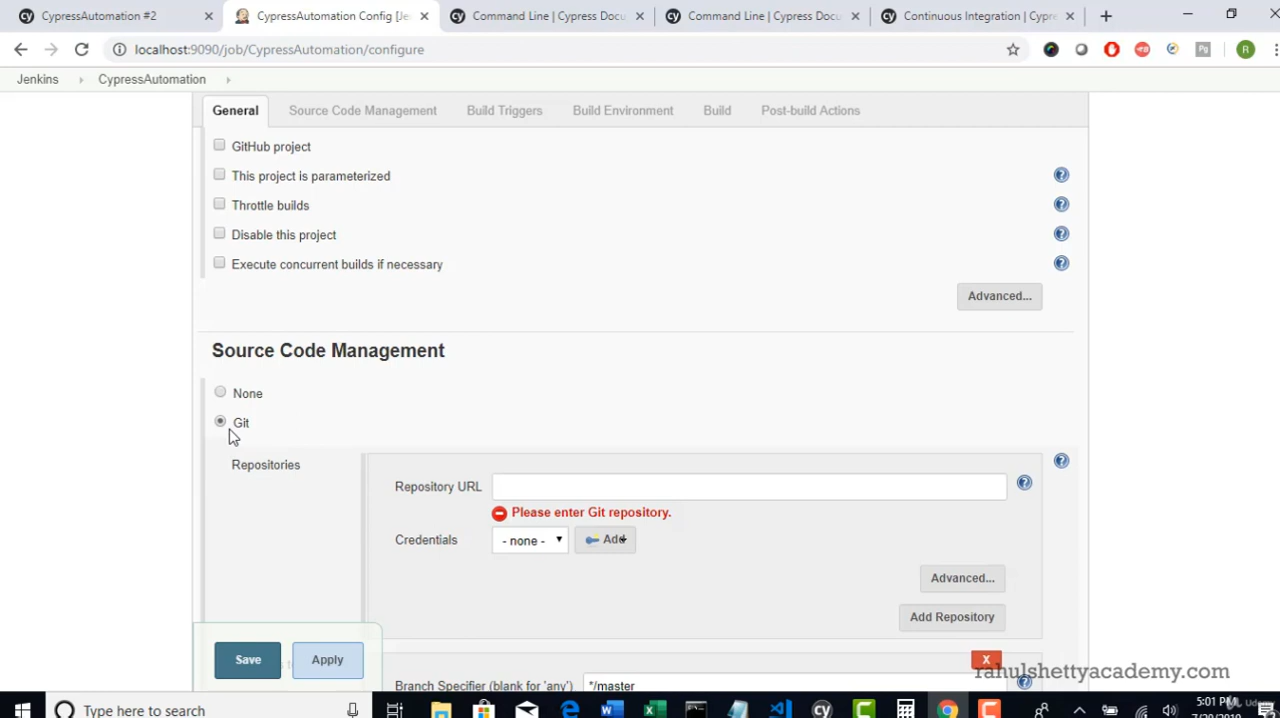 CypressAutomation #2
CypressAutomation Config [Je
Command Line | Cypress Docu
Command Line | Cypress Docu
Continuous Integration | Cypre
localhost:9090/job/CypressAutomation/configure
Jenkins
CypressAutomation
General
Source Code Management
Build Triggers
Build Environment
Build
Post-build Actions
GitHub project
This project is parameterized
Throttle builds
Disable this project
Execute concurrent builds if necessary
Advanced...
Source Code Management
None
Git
Repositories
Repository URL
Please enter Git repository.
Credentials
- none -
Add
Advanced...
Add Repository
Save
Apply
X
rahulshettyacademy.com
Branch Specifier (blank for 'any')
*/master
Type here to search
5:01 PM